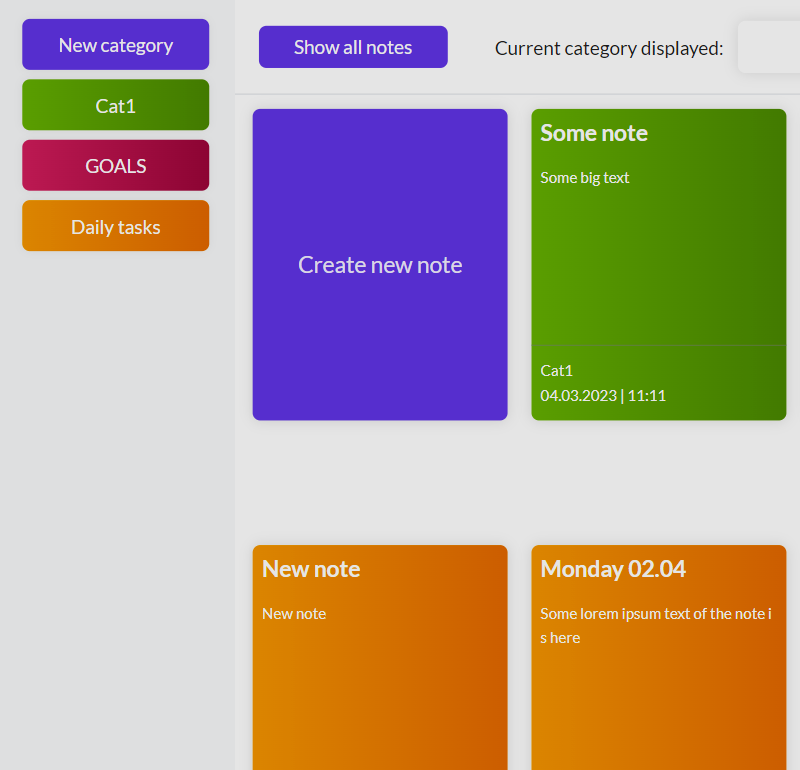 New category
Cat1
GOALS
Daily tasks
Show all notes
Current category displayed:
Create new note
Some note
Some big text
Cat1
04.03.2023 | 11:11
New note
New note
Monday 02.04
Some lorem ipsum text of the note i
s here